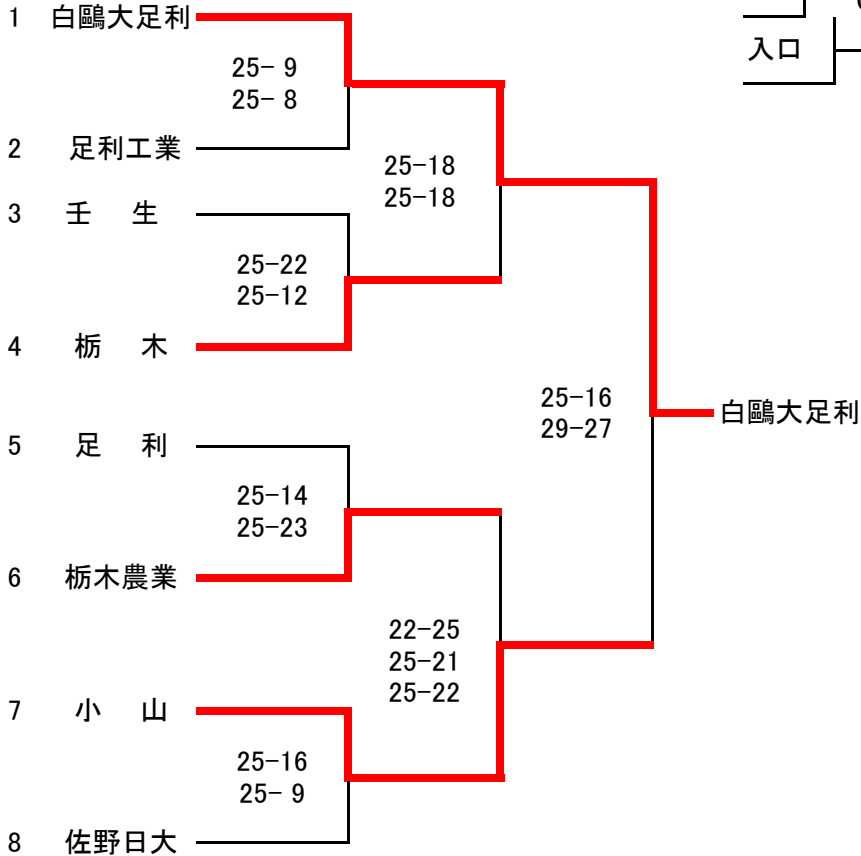 1 白鷗大足利
25- 9
25- 8
2 足利工業
25-18
25-18
3 壬 生
25-22
25-12
4 栃 木
25-16
29-27
白鷗大足利
5 足 利
25-14
25-23
6 栃木農業
22-25
25-21
25-22
7 小 山
25-16
25- 9
8 佐野日大
入口